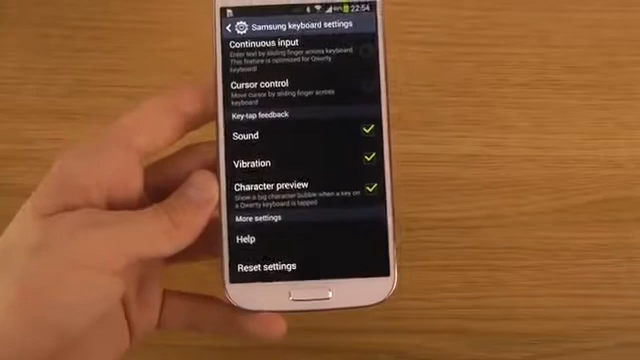 22:54
Samsung keyboard settings
Continuous input
Enter text by sliding finger across keyboard.
This feature is optimized for Qwerty
keyboard
Cursor control
Move cursor by sliding finger across
keyboard
Key-tap feedback
Sound
Vibration
Character preview
Show a big character bubble when a key on
a Qwerty keyboard is tapped
More settings
Help
Reset settings